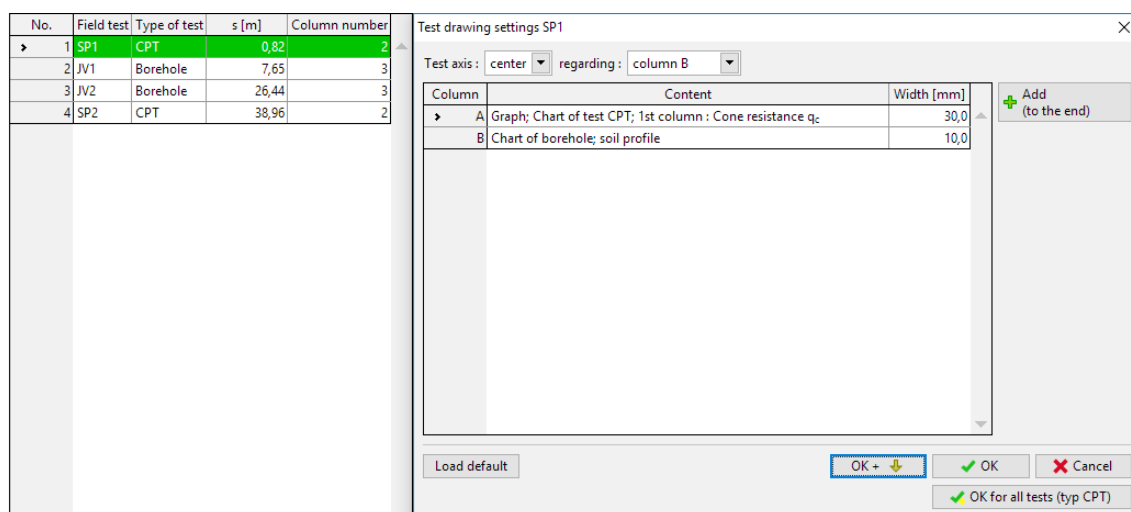 No. Field test Type of test s [m] Column number
1 SP1 CPT 0,82 2
2 JV1 Borehole 7,65 3
3 JV2 Borehole 26,44 3
4 SP2 CPT 38,96 2
Test drawing settings SP1
Test axis : center regarding : column B
Column Content Width [mm]
A Graph; Chart of test CPT; 1st column : Cone resistance qc 30,0
B Chart of borehole; soil profile 10,0
Add
(to the end)
Load default OK + OK Cancel
OK for all tests (typ CPT)